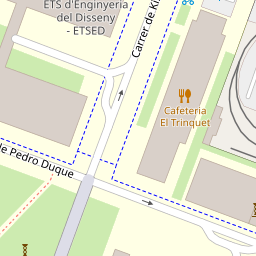 ETS d'Enginyeria
del Disseny
- ETSED
Carrer de Ki
Cafeteria
El Trinquet
de Pedro Duque